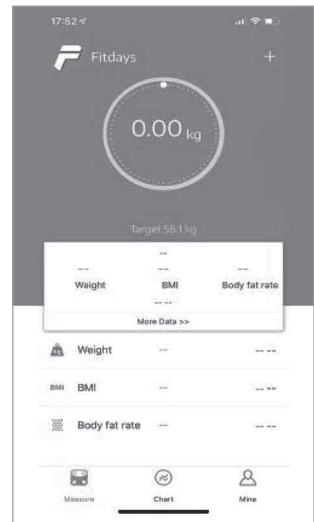 17:52
Fitdays
+
0.00 kg
Target:56.1 kg
--
-- -- --
Weight BMI Body fat rate
-- --
More Data >>
KG Weight -- -- --
BMI BMI -- -- --
Body fat rate -- -- --
Measure Chart Mine